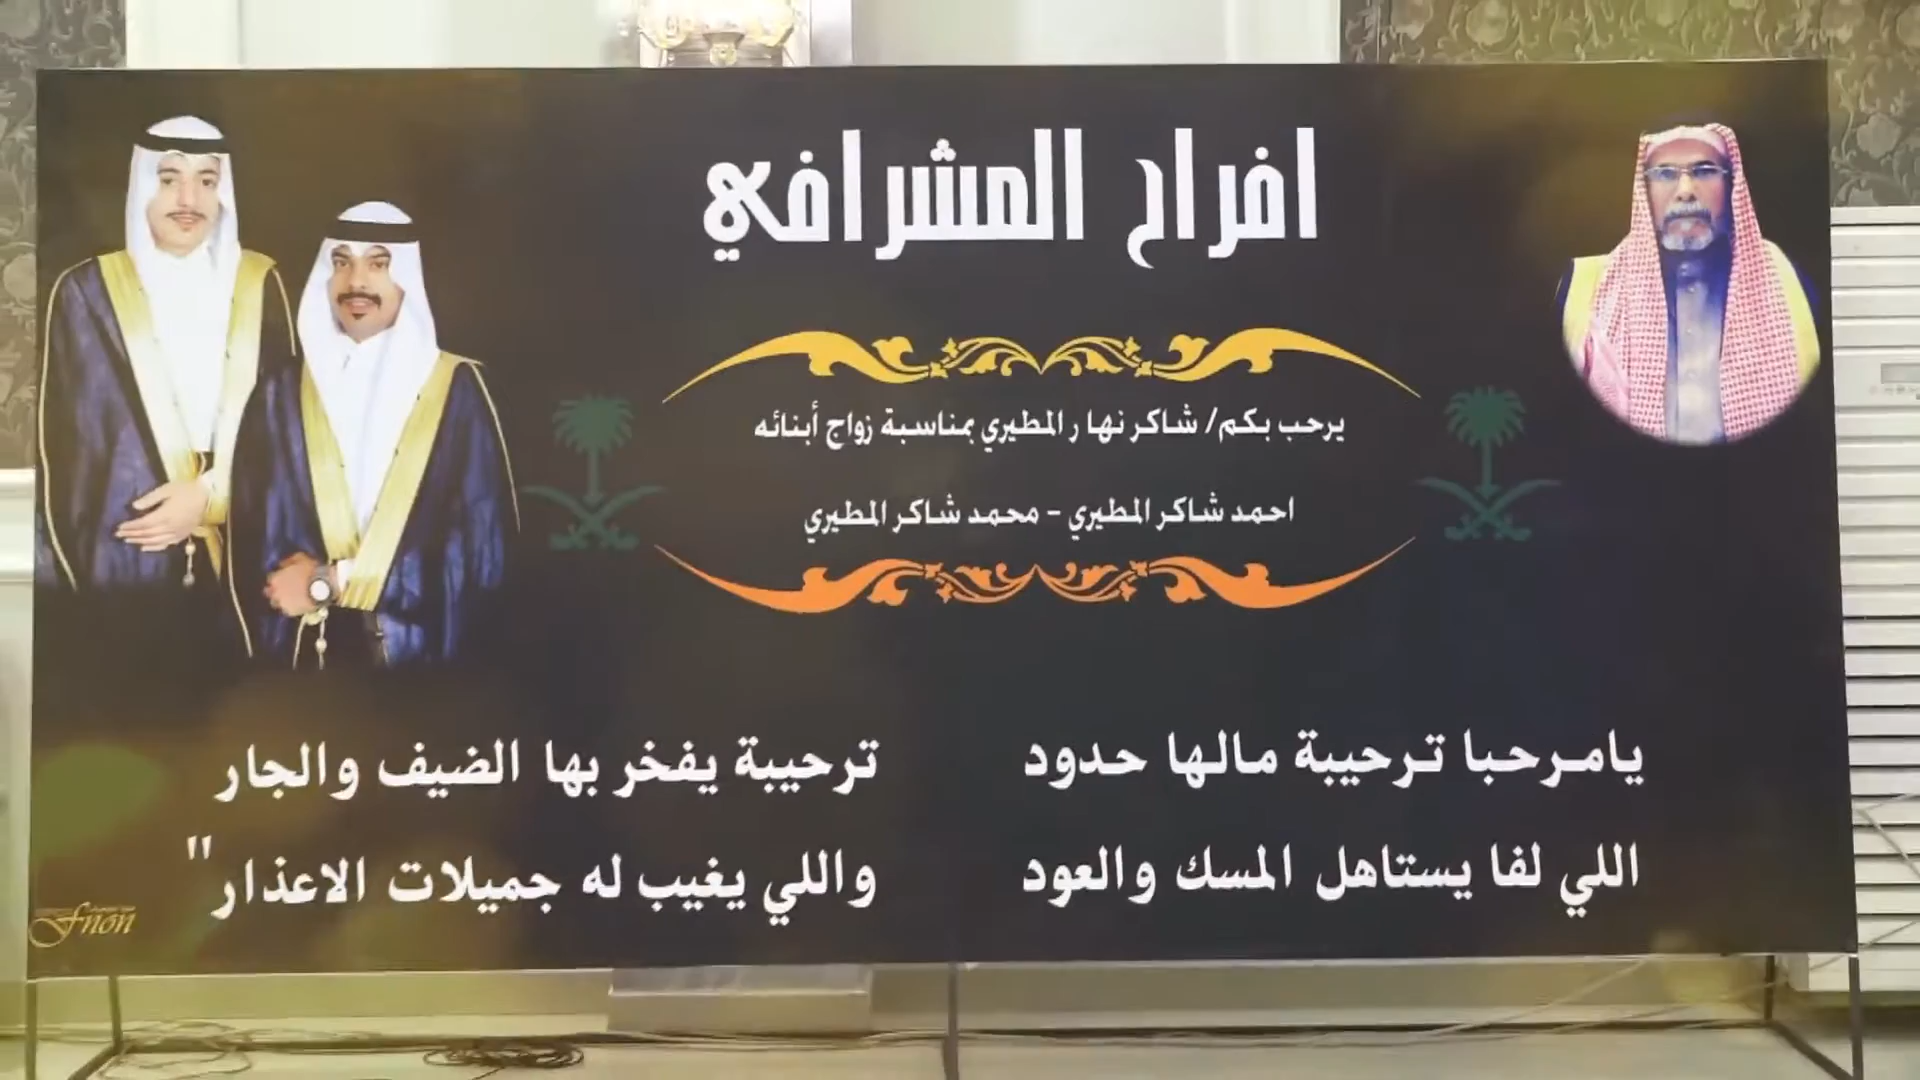 افراح المشرافي
يرحب بكم/ شاكر نهار المطيري بمناسبة زواج أبنائه
احمد شاكر المطيري - محمد شاكر المطيري
يامرحبا ترحيبة مالها حدود
ترحيبة يفخر بها الضيف والجار
اللي لفا يستاهل المسك والعود
واللي يغيب له جميلات الاعذار"
Fnon